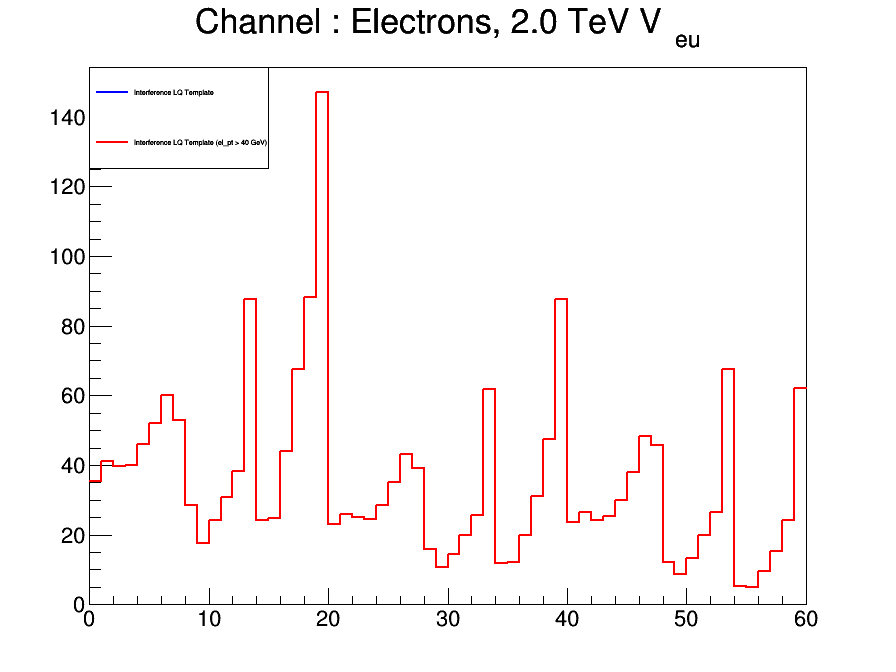 Channel : Electrons, 2.0 TeV V eu
Interference LQ Template
Interference LQ Template (el_pt > 40 GeV)
140
120
100
80
60
40
20
0
0 10 20 30 40 50 60